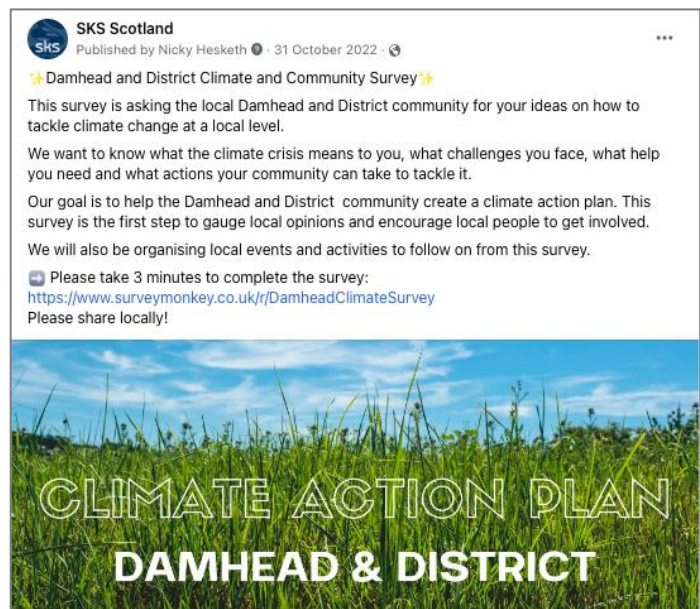 sks
SKS Scotland
Published by Nicky Hesketh · 31 October 2022 ·
✨Damhead and District Climate and Community Survey✨
This survey is asking the local Damhead and District community for your ideas on how to
tackle climate change at a local level.
We want to know what the climate crisis means to you, what challenges you face, what help
you need and what actions your community can take to tackle it.
Our goal is to help the Damhead and District community create a climate action plan. This
survey is the first step to gauge local opinions and encourage local people to get involved.
We will also be organising local events and activities to follow on from this survey.
➡️ Please take 3 minutes to complete the survey:
https://www.surveymonkey.co.uk/r/DamheadClimateSurvey
Please share locally!
CLIMATE ACTION PLAN
DAMHEAD & DISTRICT